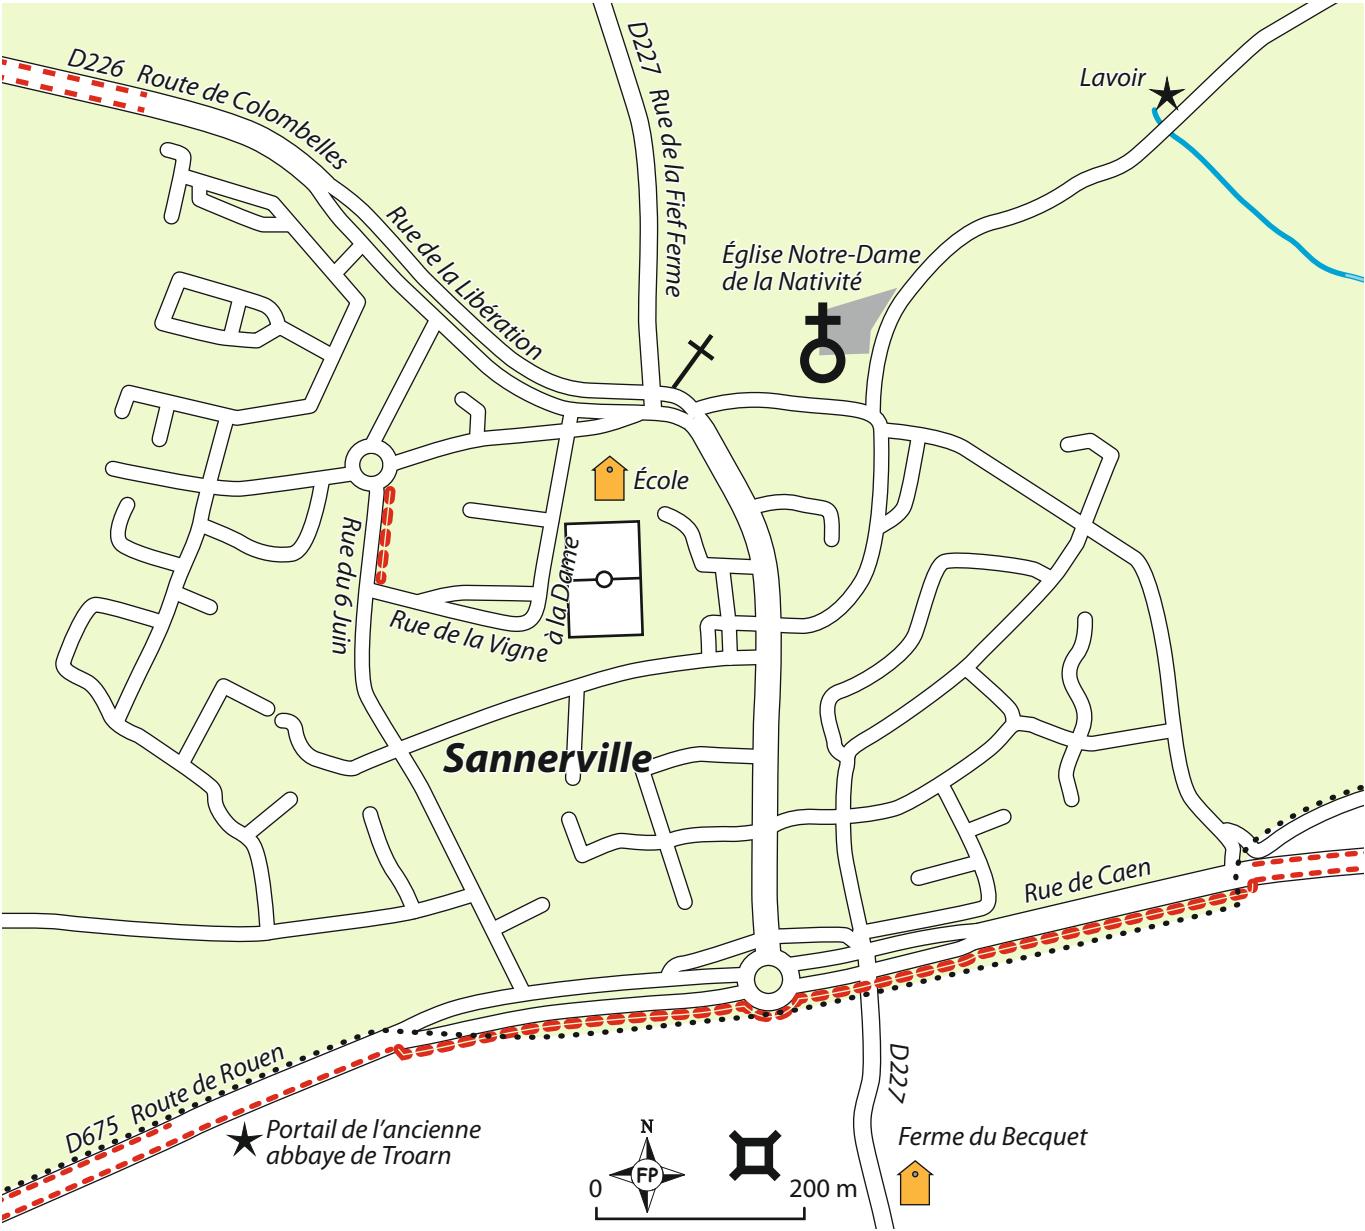 D226 Route de Colombelles
D227 Rue de la Fief Ferme
Lavoir
Rue de la Libération
Église Notre-Dame
de la Nativité
École
Rue du 6 Juin
Rue de la Vigne
à la Dame
Sannerville
Rue de Caen
D675 Route de Rouen
D227
Portail de l'ancienne
abbaye de Troarn
N
FP
0 200 m
Ferme du Becquet